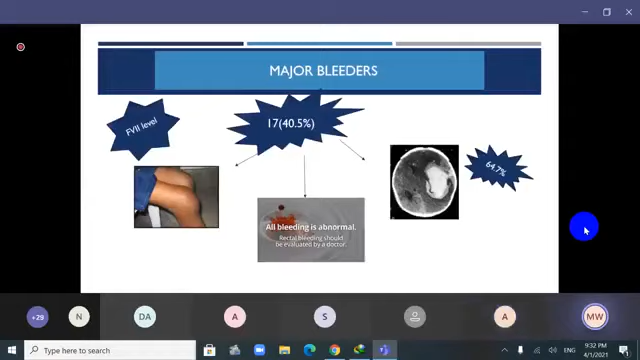 MAJOR BLEEDERS
FVII level
17(40.5%)
64.7%
All bleeding is abnormal.
Rectal bleeding should
be evaluated by a doctor.
+29
N
DA
A
S
A
MW
Type here to search
ENG
9:32 PM
4/1/2021